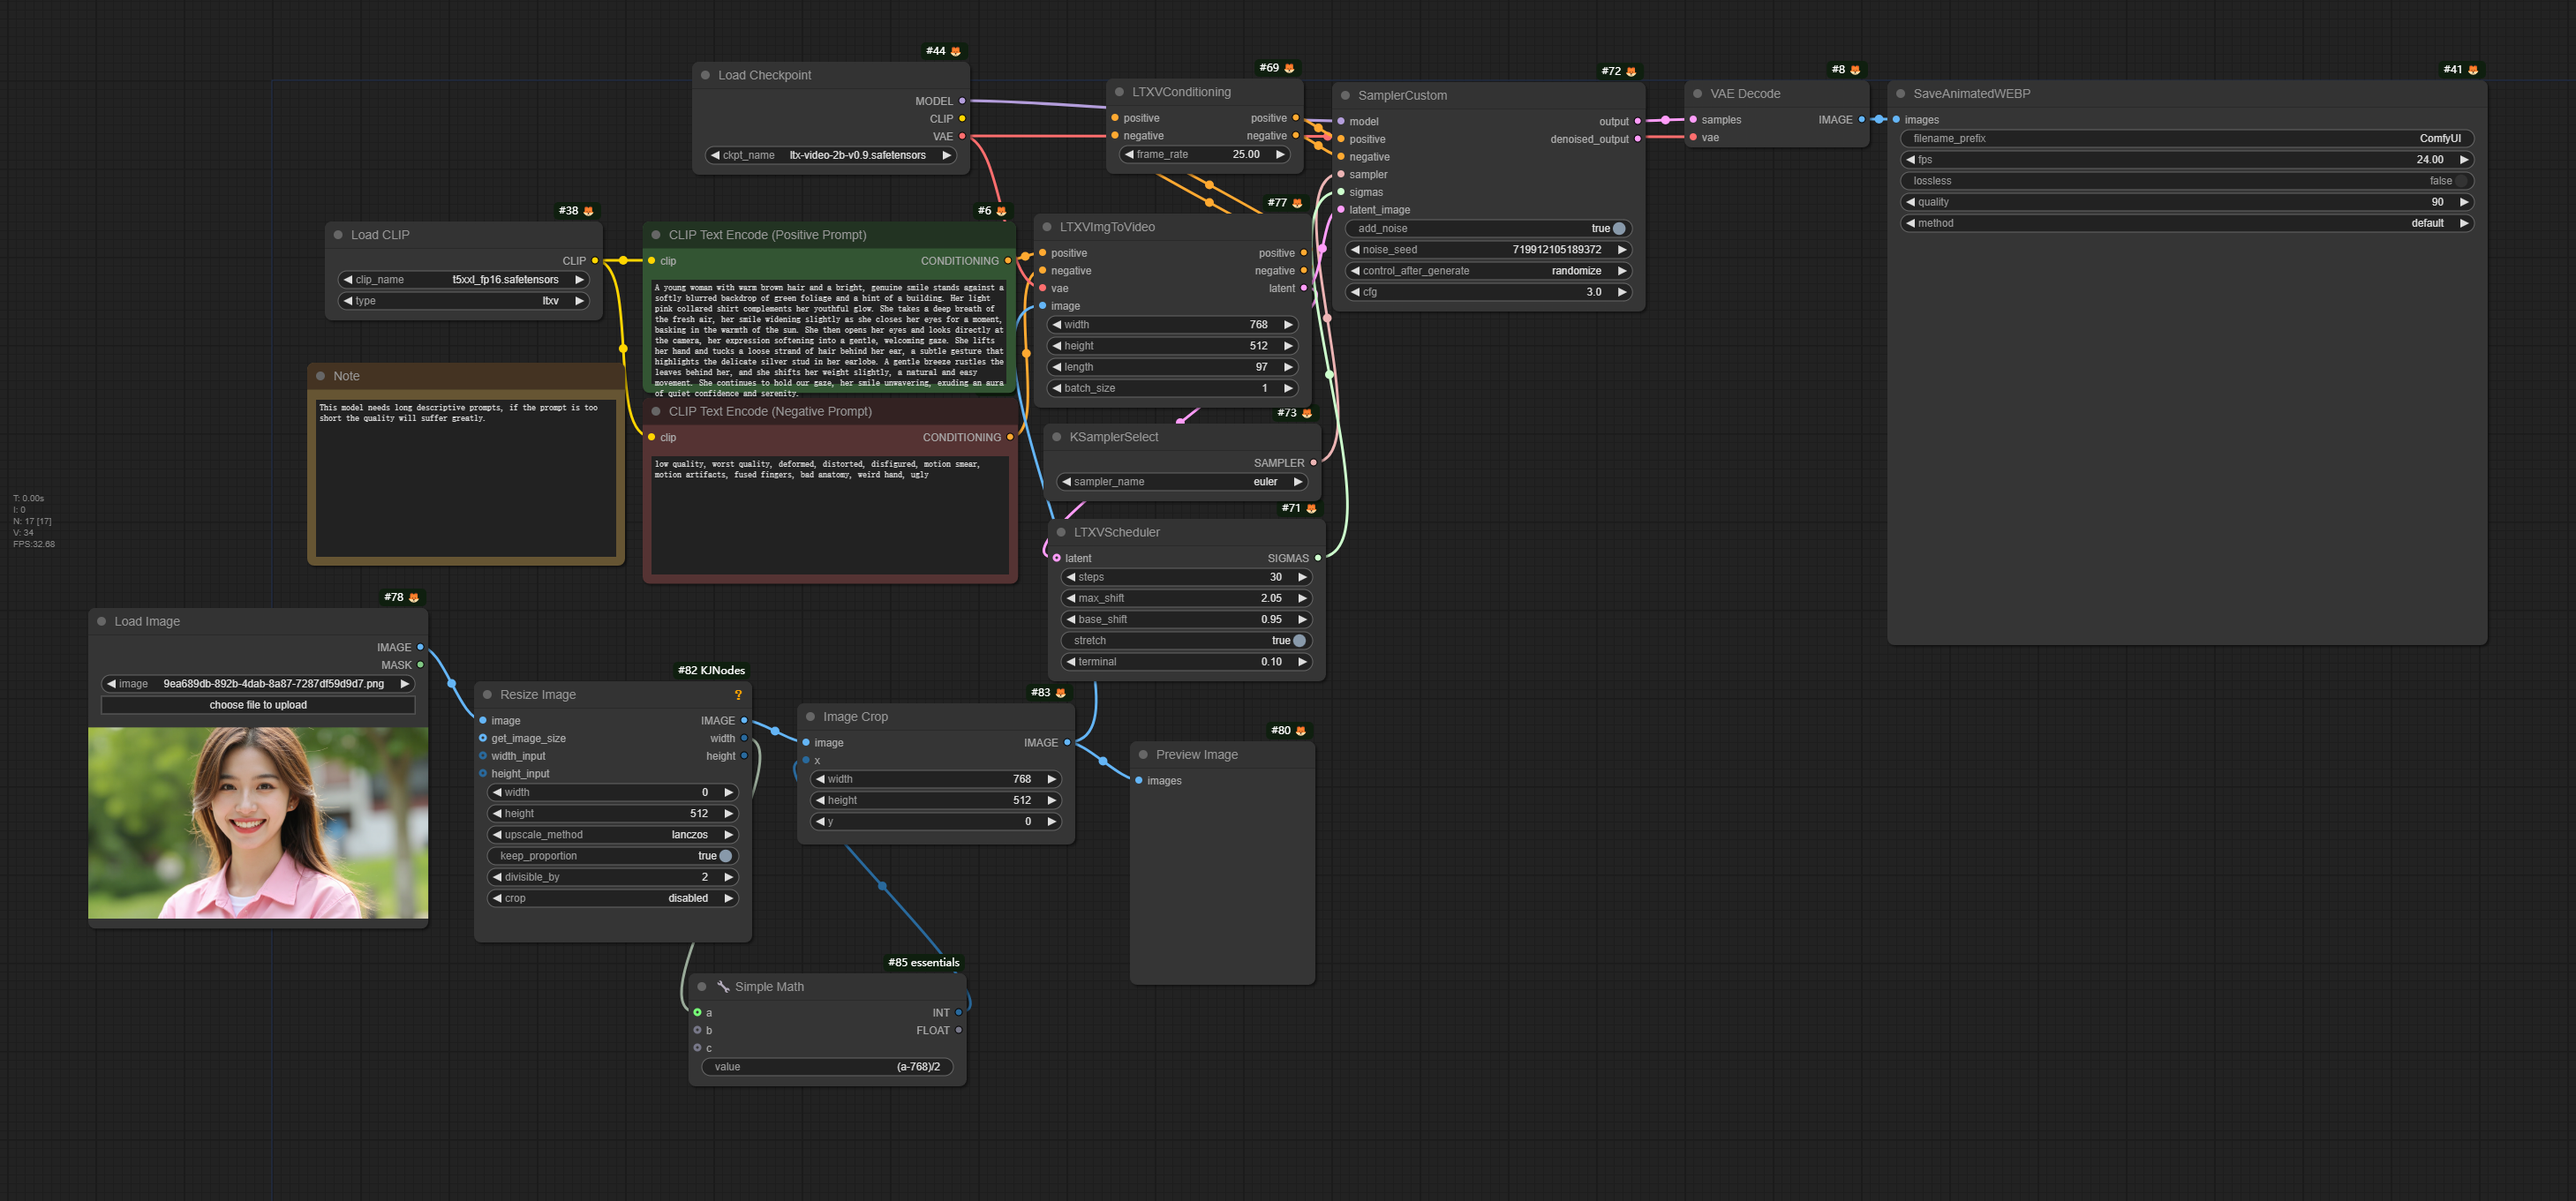 #44
Load Checkpoint
MODEL
CLIP
VAE
ckpt_name ltx-video-2b-v0.9.safetensors
#69
LTXVConditioning
positive positive
negative negative
frame_rate 25.00
#72
SamplerCustom
model output
positive denoised_output
negative
sampler
sigmas
latent_image
add_noise true
noise_seed 719912105189372
control_after_generate randomize
cfg 3.0
#8
VAE Decode
samples IMAGE
vae
#41
SaveAnimatedWEBP
images
filename_prefix ComfyUI
fps 24.00
lossless false
quality 90
method default
#38
Load CLIP
CLIP
clip_name t5xxl_fp16.safetensors
type ltxv
#6
CLIP Text Encode (Positive Prompt)
clip CONDITIONING
A young woman with warm brown hair and a bright, genuine smile stands against a
softly blurred backdrop of green foliage and a hint of a building. Her light
pink collared shirt complements her youthful glow. She takes a deep breath of
the fresh air, her smile widening slightly as she closes her eyes for a moment,
basking in the warmth of the sun. She then opens her eyes and looks directly at
the camera, her expression softening into a gentle, welcoming gaze. She lifts
her hand and tucks a loose strand of hair behind her ear, a subtle gesture that
highlights the delicate silver stud in her earlobe. A gentle breeze rustles the
leaves behind her, and she shifts her weight slightly, a natural and easy
movement. She continues to hold our gaze, her smile unwavering, exuding an aura
of quiet confidence and serenity.
#77
LTXVImgToVideo
positive positive
negative negative
vae latent
image
width 768
height 512
length 97
batch_size 1
Note
This model needs long descriptive prompts, if the prompt is too
short the quality will suffer greatly.
CLIP Text Encode (Negative Prompt)
clip CONDITIONING
low quality, worst quality, deformed, distorted, disfigured, motion smear,
motion artifacts, fused fingers, bad anatomy, weird hand, ugly
#73
KSamplerSelect
SAMPLER
sampler_name euler
#71
LTXVScheduler
latent SIGMAS
steps 30
max_shift 2.05
base_shift 0.95
stretch true
terminal 0.10
T: 0.00s
I: 0
N: 17 [17]
V: 34
FPS:32.68
#78
Load Image
IMAGE
MASK
image 9ea689db-892b-4dab-8a87-7287df59d9d7.png
choose file to upload
#82 KJNodes
Resize Image ?
image IMAGE
get_image_size width
width_input height
height_input
width 0
height 512
upscale_method lanczos
keep_proportion true
divisible_by 2
crop disabled
#83
Image Crop
image IMAGE
x
width 768
height 512
y 0
#80
Preview Image
images
#85 essentials
Simple Math
a INT
b FLOAT
c
value (a-768)/2